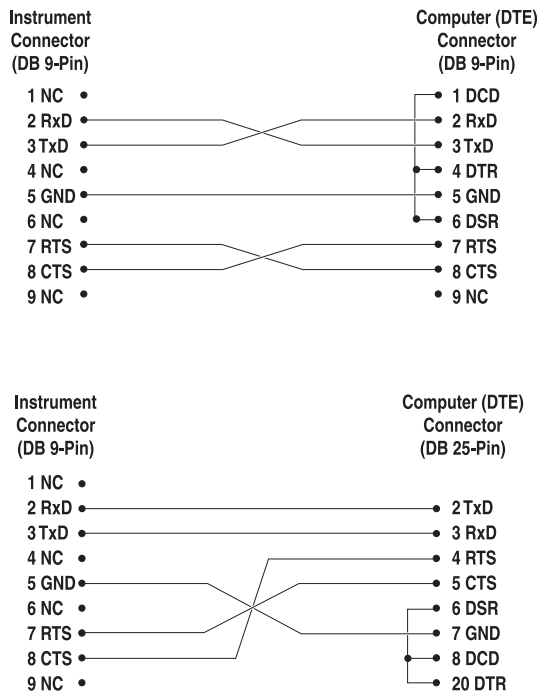 Instrument
Connector
(DB 9-Pin)
Computer (DTE)
Connector
(DB 9-Pin)
1 NC
2 RxD
3 TxD
4 NC
5 GND
6 NC
7 RTS
8 CTS
9 NC
1 DCD
2 RxD
3 TxD
4 DTR
5 GND
6 DSR
7 RTS
8 CTS
9 NC
Instrument
Connector
(DB 9-Pin)
Computer (DTE)
Connector
(DB 25-Pin)
1 NC
2 RxD
3 TxD
4 NC
5 GND
6 NC
7 RTS
8 CTS
9 NC
2 TxD
3 RxD
4 RTS
5 CTS
6 DSR
7 GND
8 DCD
20 DTR